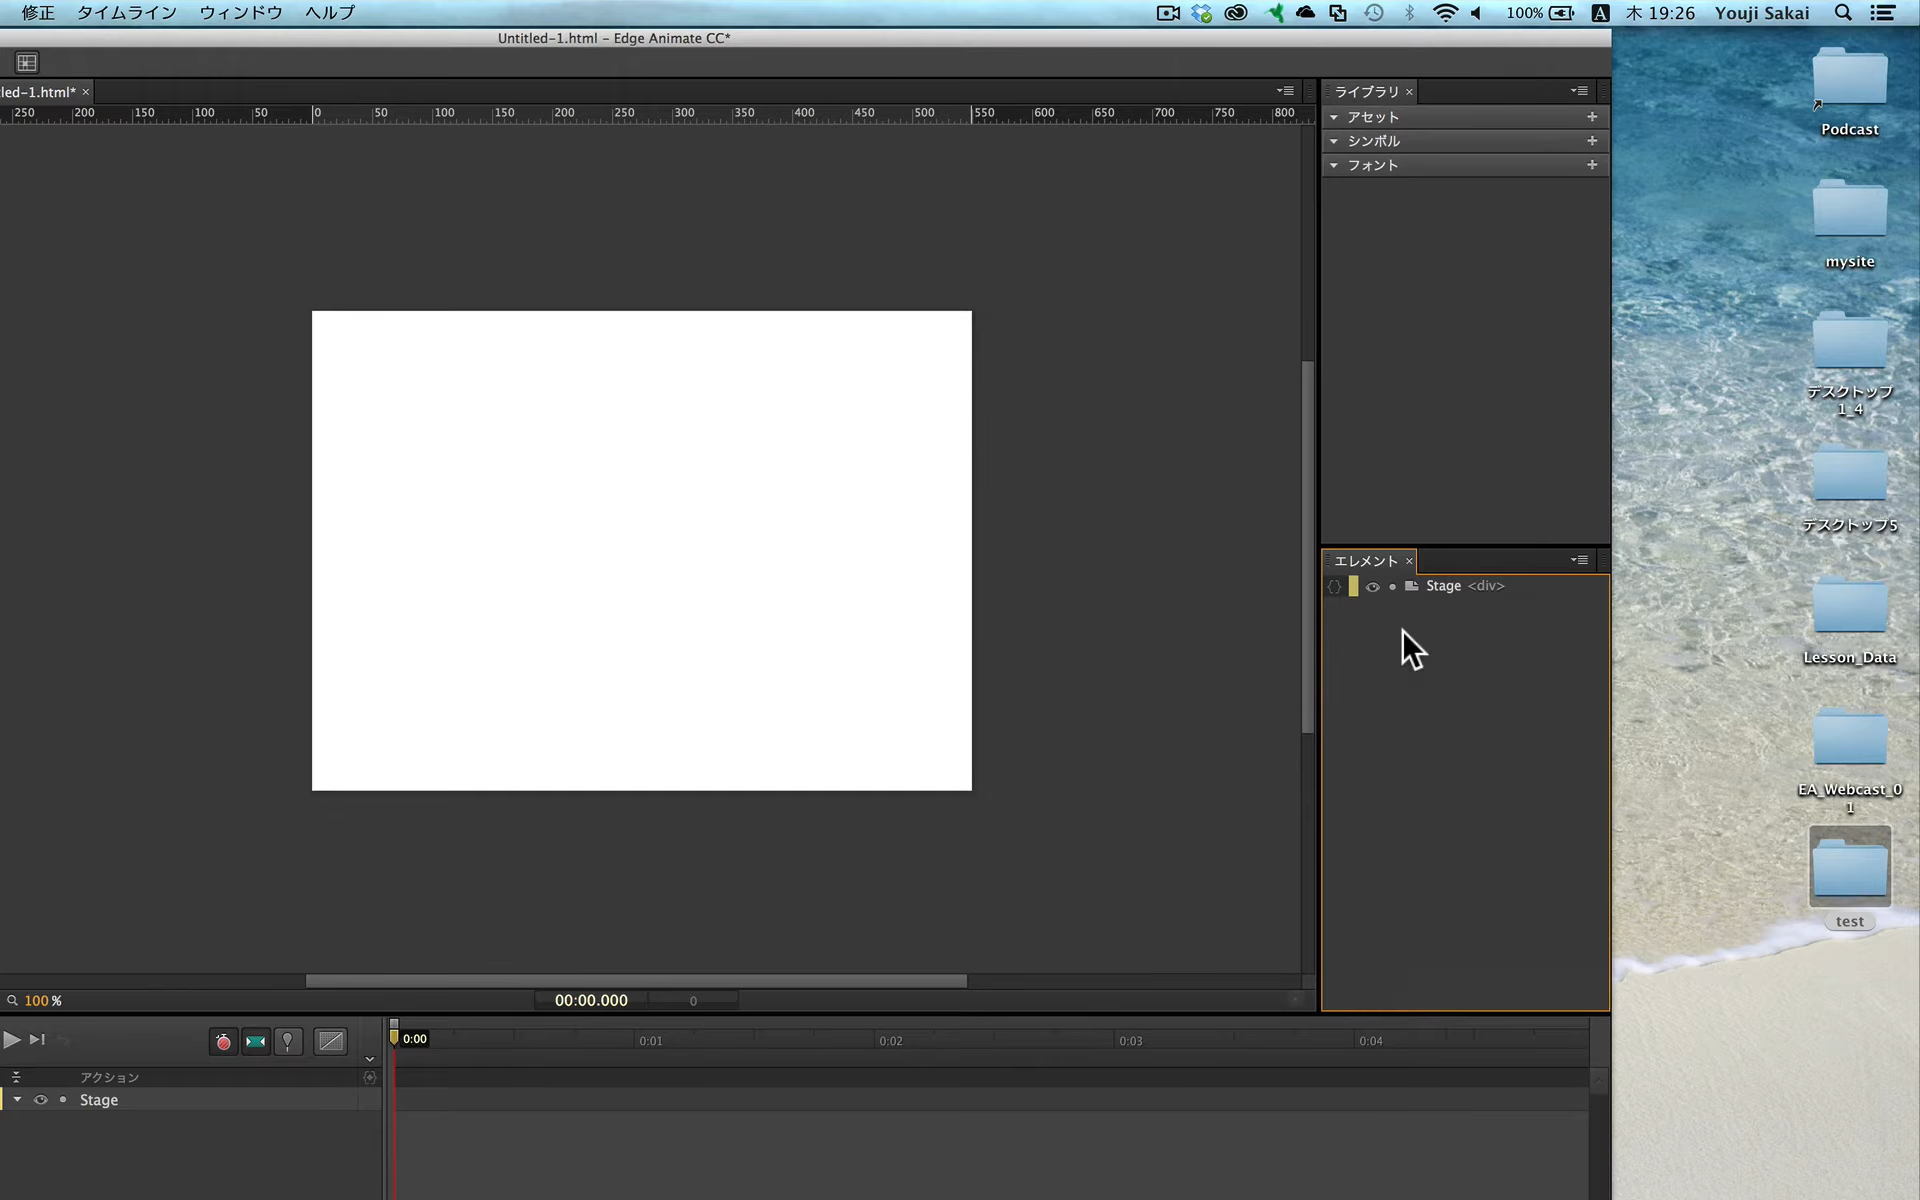 修正 タイムライン ウィンドウ ヘルプ 100% A 木 19:26 Youji Sakai
Untitled-1.html - Edge Animate CC*
led-1.html* ×
250 200 150 100 50 0 50 100 150 200 250 300 350 400 450 500 550 600 650 700 750 800
ライブラリ ×
アセット +
シンボル +
フォント +
エレメント ×
{} Stage <div>
100 %
00:00.000 0
0:00 0:01 0:02 0:03 0:04
アクション
Stage
Podcast
mysite
デスクトップ
1_4
デスクトップ5
Lesson_Data
EA_Webcast_0
1
test